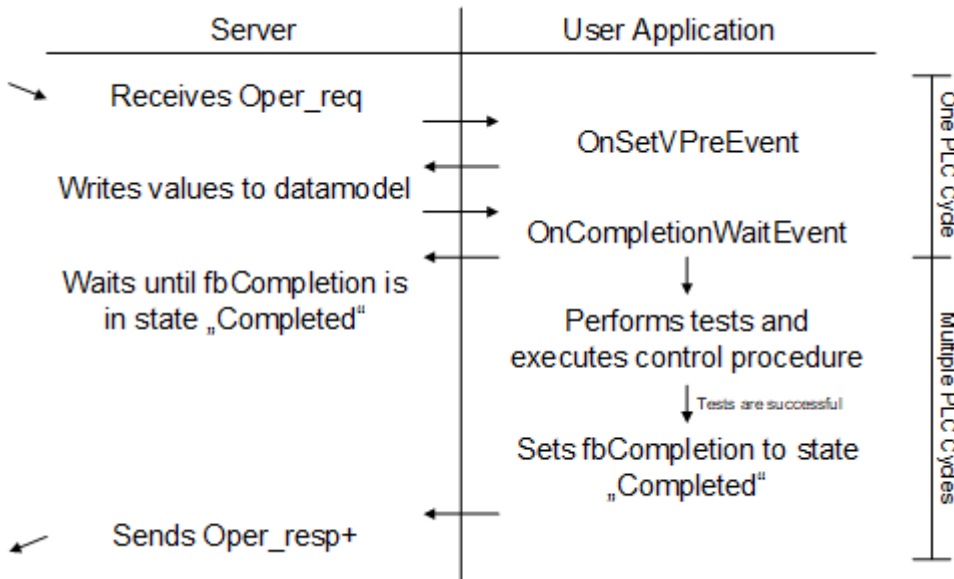 Server
User Application
Receives Oper_req
OnSetVPreEvent
Writes values to datamodel
OnCompletionWaitEvent
Waits until fbCompletion is
in state „Completed“
Performs tests and
executes control procedure
Tests are successful
Sets fbCompletion to state
„Completed“
Sends Oper_resp+
One PLC Cycle
Multiple PLC Cycles